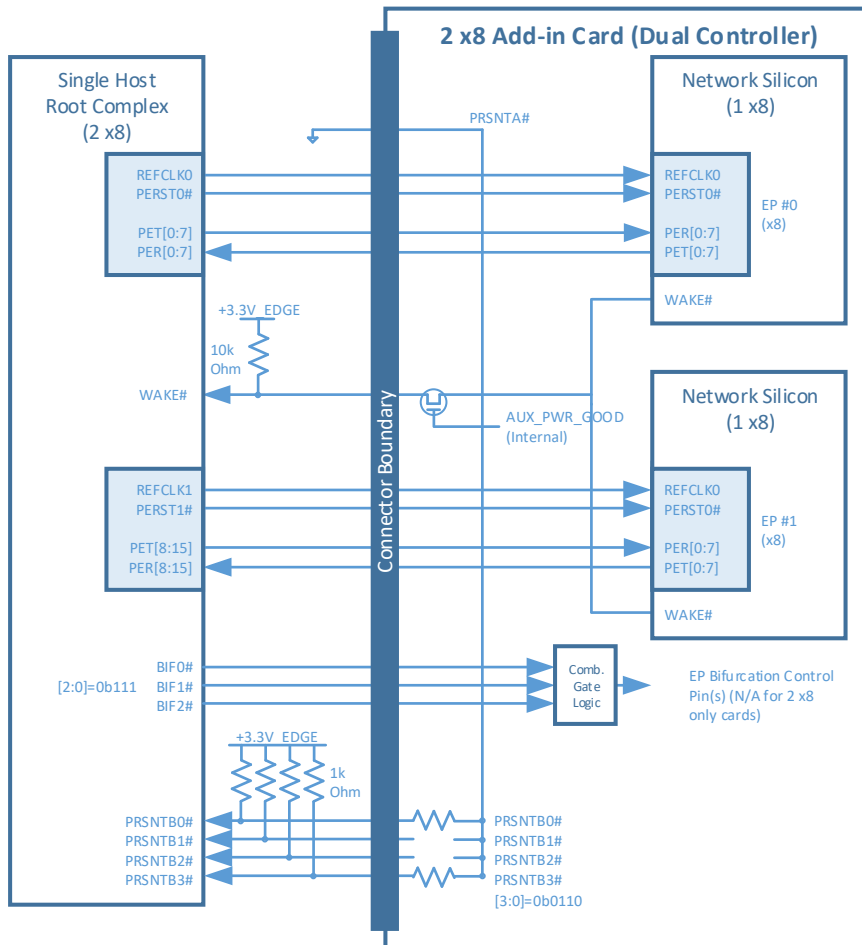 2 x8 Add-in Card (Dual Controller)
Single Host
Root Complex
(2 x8)
Network Silicon
(1 x8)
PRSNTA#
REFCLK0
PERST0#
PET[0:7]
PER[0:7]
REFCLK0
PERST0#
PER[0:7]
PET[0:7]
EP #0
(x8)
WAKE#
+3.3V_EDGE
10k
Ohm
WAKE#
Connector Boundary
AUX_PWR_GOOD
(Internal)
Network Silicon
(1 x8)
REFCLK1
PERST1#
PET[8:15]
PER[8:15]
REFCLK0
PERST0#
PER[0:7]
PET[0:7]
EP #1
(x8)
WAKE#
[2:0]=0b111
BIF0#
BIF1#
BIF2#
Comb.
Gate
Logic
EP Bifurcation Control
Pin(s) (N/A for 2 x8
only cards)
+3.3V_EDGE
1k
Ohm
PRSNTB0#
PRSNTB1#
PRSNTB2#
PRSNTB3#
PRSNTB0#
PRSNTB1#
PRSNTB2#
PRSNTB3#
[3:0]=0b0110